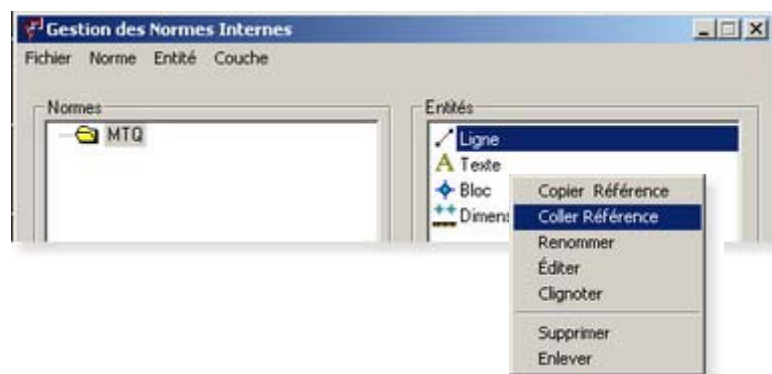 Gestion des Normes Internes
Fichier Norme Entité Couche
Normes
MTQ
Entités
Ligne
Texte
Bloc
Dimens
Copier Référence
Coller Référence
Renommer
Éditer
Clignoter
Supprimer
Enlever